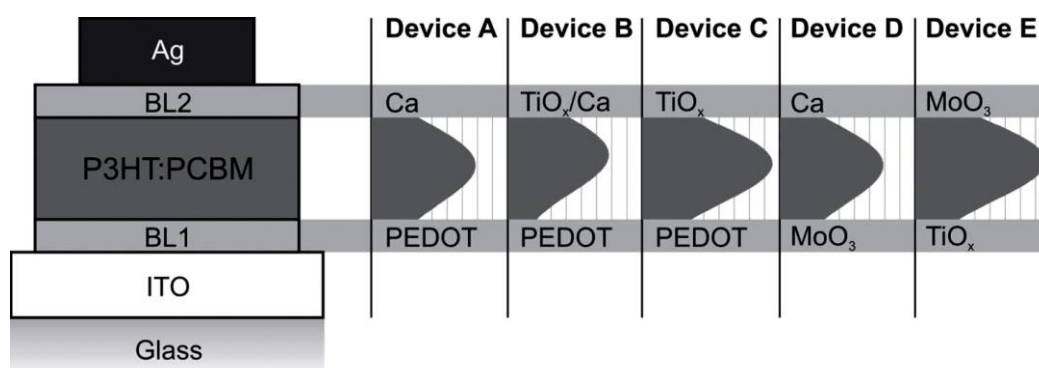 Ag
BL2
P3HT:PCBM
BL1
ITO
Glass
Device A
Ca
PEDOT
Device B
TiOₓ/Ca
PEDOT
Device C
TiOₓ
PEDOT
Device D
Ca
MoO₃
Device E
MoO₃
TiOₓ